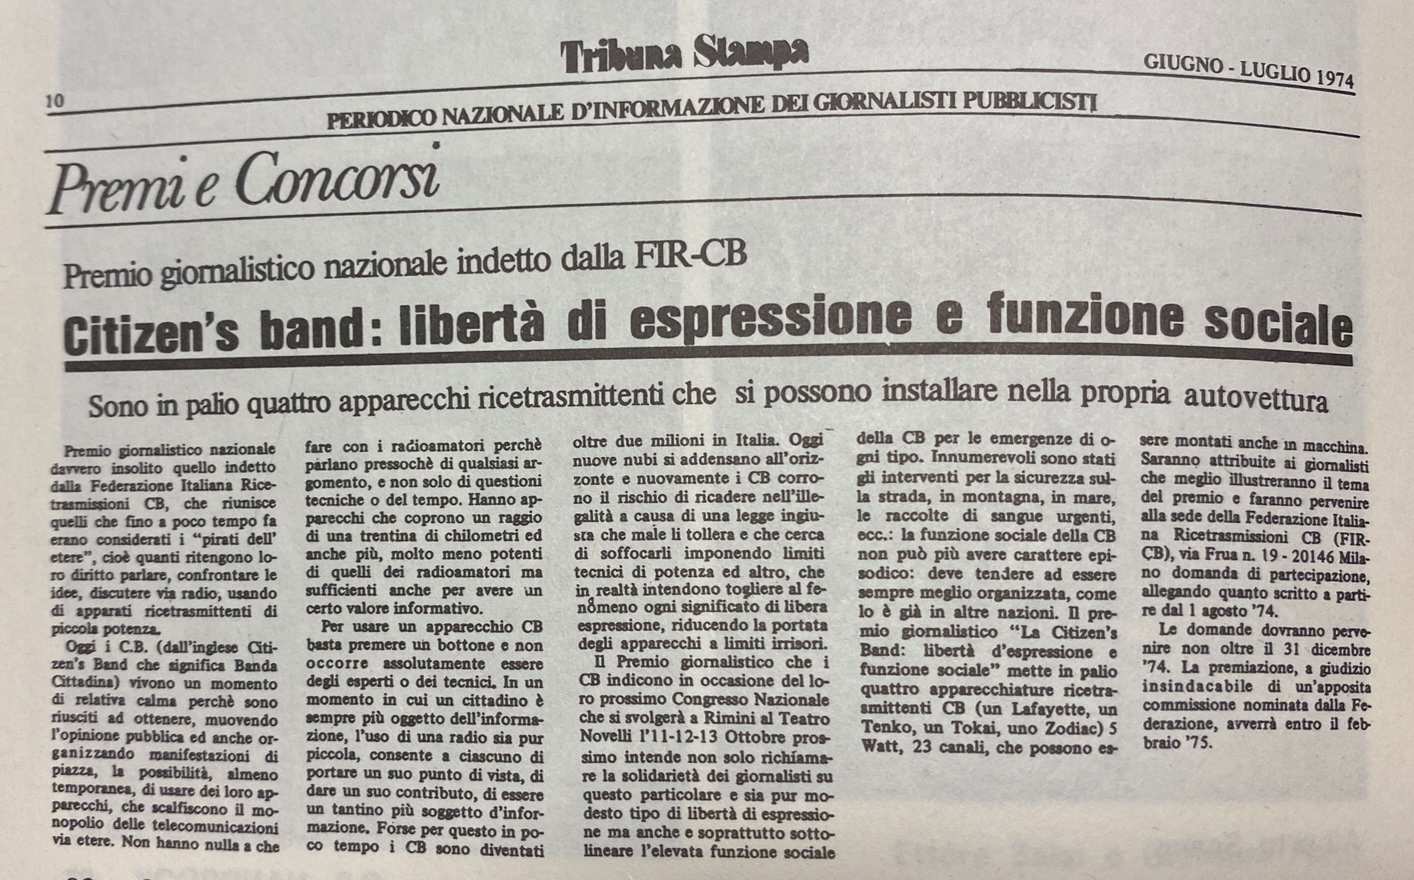 10
Tribuna Stampa
GIUGNO - LUGLIO 1974
PERIODICO NAZIONALE D'INFORMAZIONE DEI GIORNALISTI PUBBLICISTI
Premi e Concorsi
Premio giornalistico nazionale indetto dalla FIR-CB
Citizen's band: libertà di espressione e funzione sociale
Sono in palio quattro apparecchi ricetrasmittenti che si possono installare nella propria autovettura
Premio giornalistico nazionale
davvero insolito quello indetto
dalla Federazione Italiana Rice-
trasmissioni CB, che riunisce
quelli che fino a poco tempo fa
erano considerati i "pirati dell'
etere", cioè quanti ritengono lo-
ro diritto parlare, confrontare le
idee, discutere via radio, usando
di apparati ricetrasmittenti di
piccola potenza.
Oggi i C.B. (dall'inglese Citi-
zen's Band che significa Banda
Cittadina) vivono un momento
di relativa calma perchè sono
riusciti ad ottenere, muovendo
l'opinione pubblica ed anche or-
ganizzando manifestazioni di
piazza, la possibilità, almeno
temporanea, di usare dei loro ap-
parecchi, che scalfiscono il mo-
nopolio delle telecomunicazioni
via etere. Non hanno nulla a che
fare con i radioamatori perchè
parlano pressochè di qualsiasi ar-
gomento, e non solo di questioni
tecniche o del tempo. Hanno ap-
parecchi che coprono un raggio
di una trentina di chilometri ed
anche più, molto meno potenti
di quelli dei radioamatori ma
sufficienti anche per avere un
certo valore informativo.
Per usare un apparecchio CB
basta premere un bottone e non
occorre assolutamente essere
degli esperti o dei tecnici. In un
momento in cui un cittadino è
sempre più oggetto dell'informa-
zione, l'uso di una radio sia pur
piccola, consente a ciascuno di
portare un suo punto di vista, di
dare un suo contributo, di essere
un tantino più soggetto d'infor-
mazione. Forse per questo in po-
co tempo i CB sono diventati
oltre due milioni in Italia. Oggi
nuove nubi si addensano all'oriz-
zonte e nuovamente i CB corro-
no il rischio di ricadere nell'ille-
galità a causa di una legge ingiu-
sta che male li tollera e che cerca
di soffocarli imponendo limiti
tecnici di potenza ed altro, che
in realtà intendono togliere al fe-
nomeno ogni significato di libera
espressione, riducendo la portata
degli apparecchi a limiti irrisori.
Il Premio giornalistico che i
CB indicono in occasione del lo-
ro prossimo Congresso Nazionale
che si svolgerà a Rimini al Teatro
Novelli l'11-12-13 Ottobre pros-
simo intende non solo richiama-
re la solidarietà dei giornalisti su
questo particolare e sia pur mo-
desto tipo di libertà di espressio-
ne ma anche e soprattutto sotto-
lineare l'elevata funzione sociale
della CB per le emergenze di o-
gni tipo. Innumerevoli sono stati
gli interventi per la sicurezza sul-
la strada, in montagna, in mare,
le raccolte di sangue urgenti,
ecc.: la funzione sociale della CB
non può più avere carattere epi-
sodico: deve tendere ad essere
sempre meglio organizzata, come
lo è già in altre nazioni. Il pre-
mio giornalistico "La Citizen's
Band: libertà d'espressione e
funzione sociale" mette in palio
quattro apparecchiature ricetra-
smittenti CB (un Lafayette, un
Tenko, un Tokai, uno Zodiac) 5
Watt, 23 canali, che possono es-
sere montati anche in macchina.
Saranno attribuite ai giornalisti
che meglio illustreranno il tema
del premio e faranno pervenire
alla sede della Federazione Italia-
na Ricetrasmissioni CB (FIR-
CB), via Frua n. 19 - 20146 Mila-
no domanda di partecipazione,
allegando quanto scritto a parti-
re dal 1 agosto '74.
Le domande dovranno perve-
nire non oltre il 31 dicembre
'74. La premiazione, a giudizio
insindacabile di un'apposita
commissione nominata dalla Fe-
derazione, avverrà entro il feb-
braio '75.